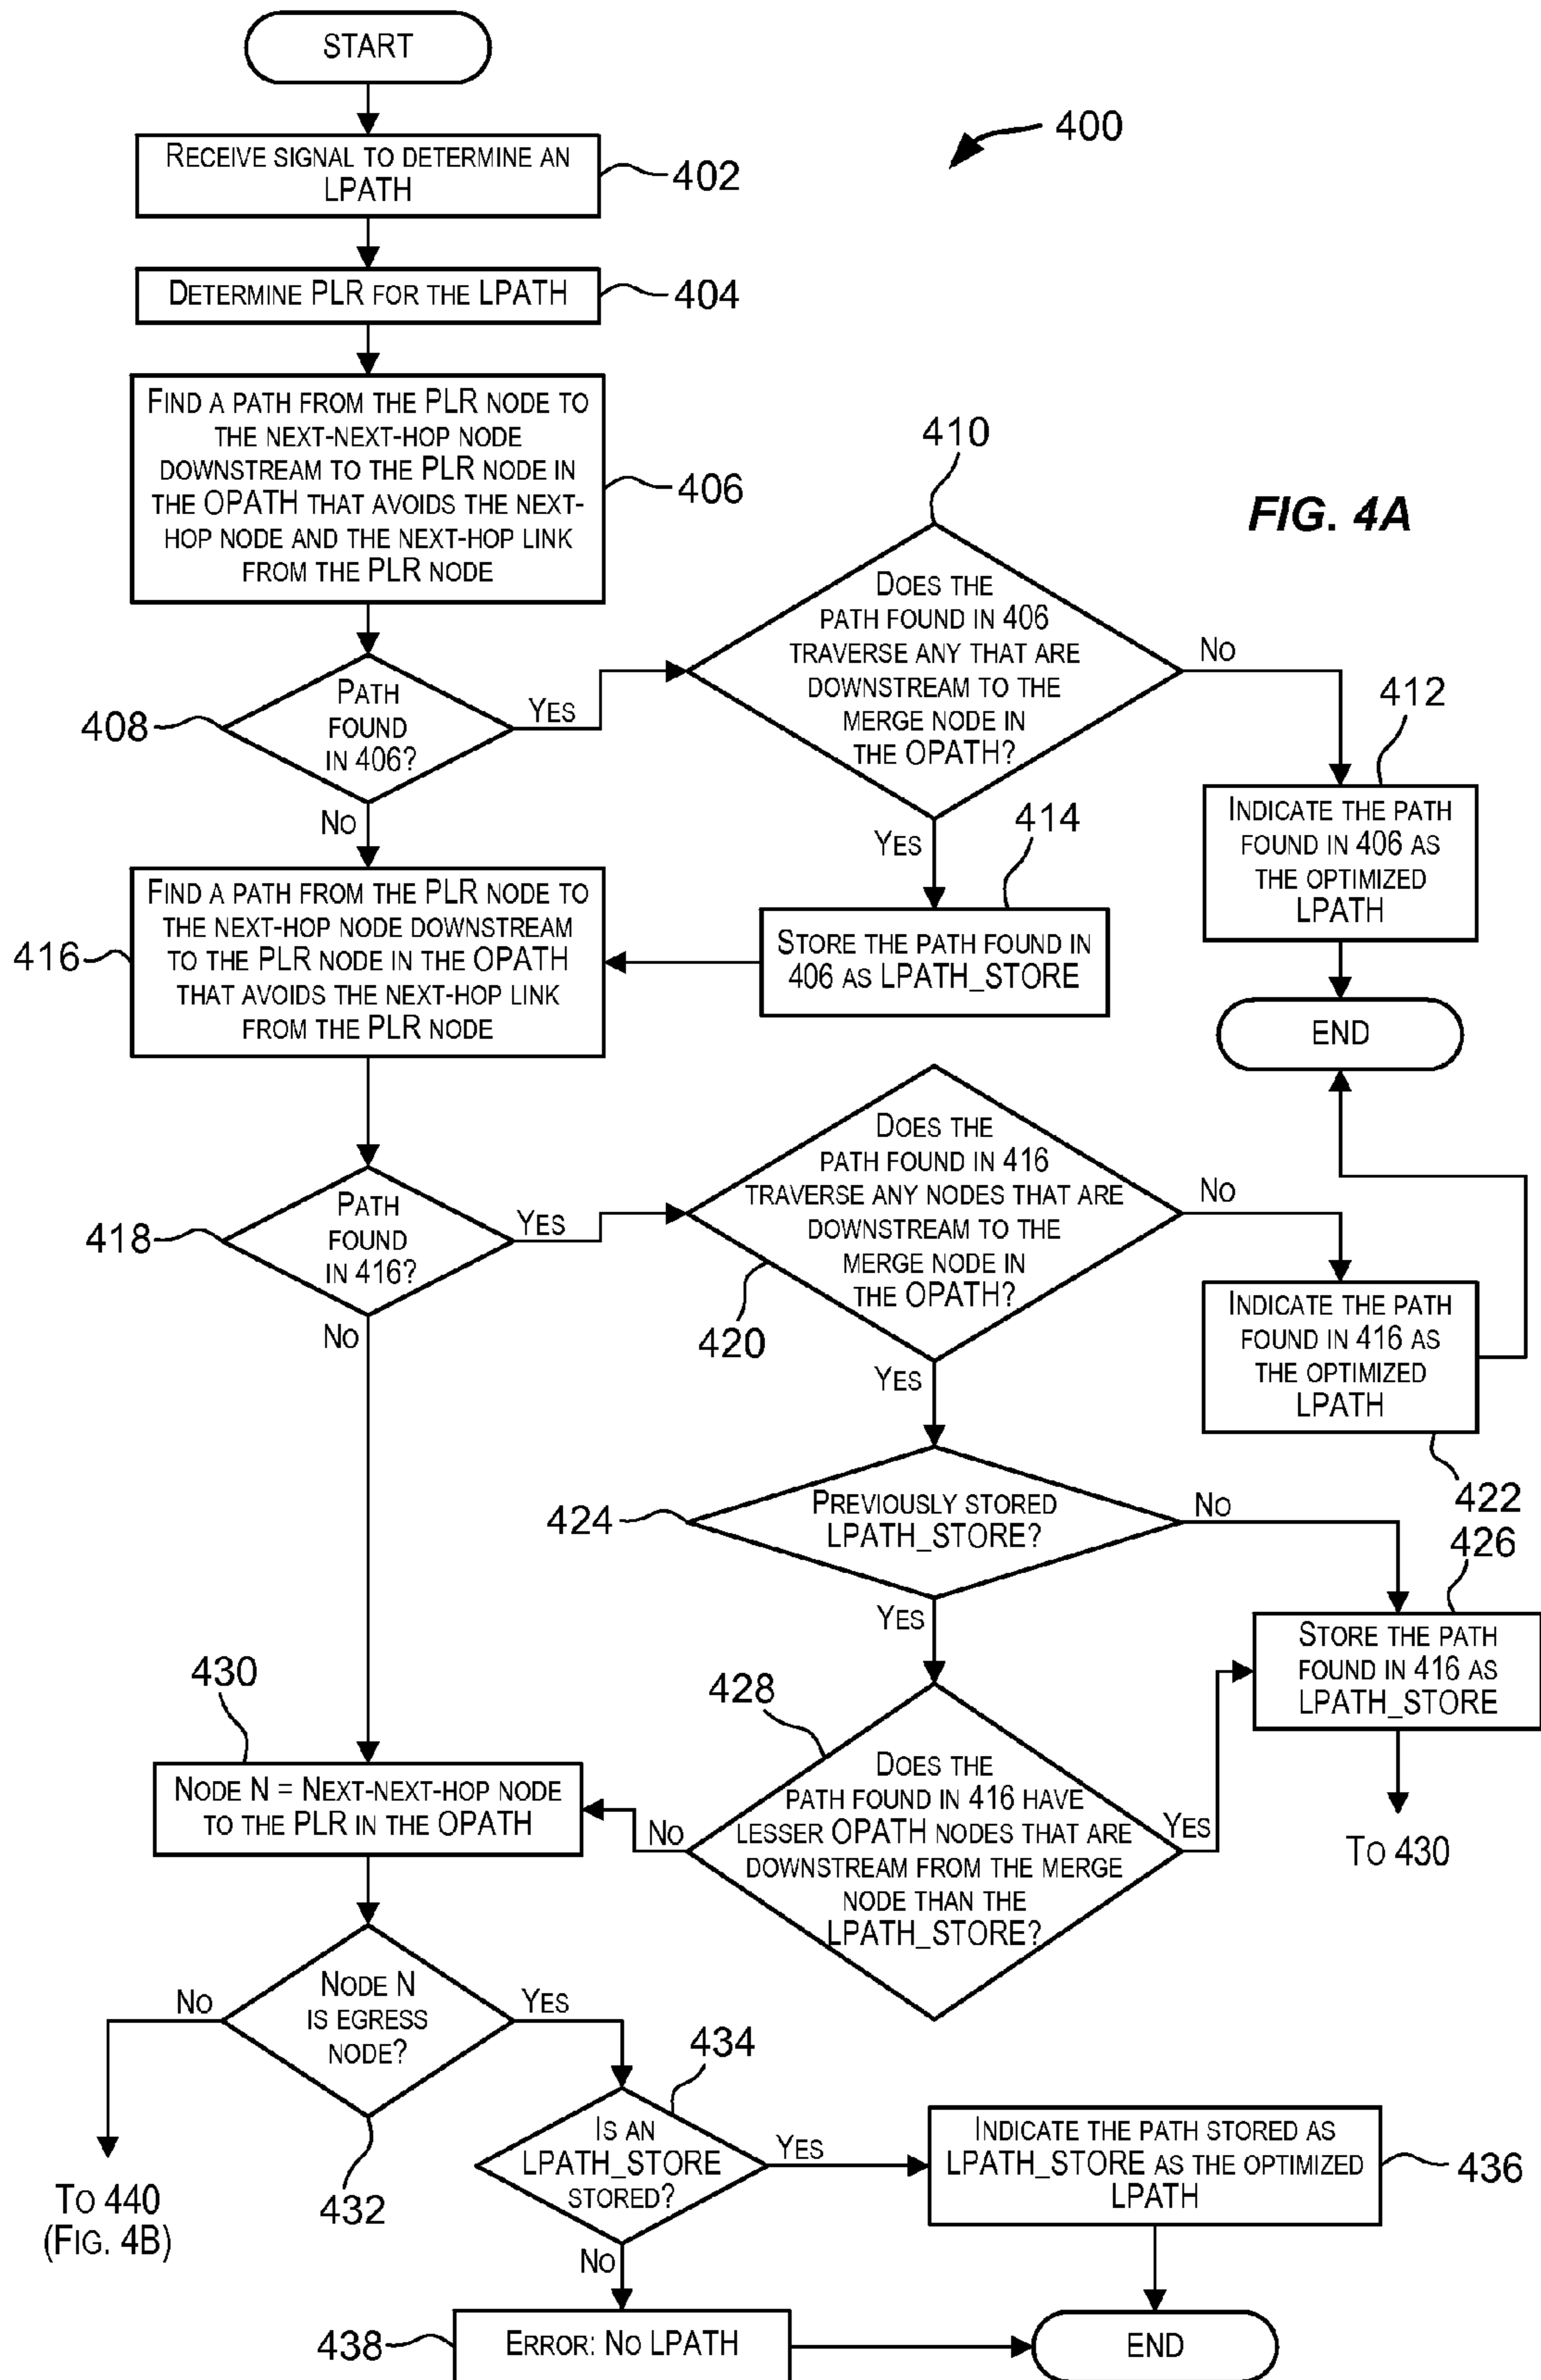 START
400
RECEIVE SIGNAL TO DETERMINE AN
LPATH
402
DETERMINE PLR FOR THE LPATH
404
FIND A PATH FROM THE PLR NODE TO
THE NEXT-NEXT-HOP NODE
DOWNSTREAM TO THE PLR NODE IN
THE OPATH THAT AVOIDS THE NEXT-
HOP NODE AND THE NEXT-HOP LINK
FROM THE PLR NODE
406
410
FIG. 4A
DOES THE
PATH FOUND IN 406
TRAVERSE ANY THAT ARE
DOWNSTREAM TO THE
MERGE NODE IN
THE OPATH?
NO
YES
408
PATH
FOUND
IN 406?
YES
NO
412
INDICATE THE PATH
FOUND IN 406 AS
THE OPTIMIZED
LPATH
END
414
STORE THE PATH FOUND IN
406 AS LPATH_STORE
416
FIND A PATH FROM THE PLR NODE TO
THE NEXT-HOP NODE DOWNSTREAM
TO THE PLR NODE IN THE OPATH
THAT AVOIDS THE NEXT-HOP LINK
FROM THE PLR NODE
418
PATH
FOUND
IN 416?
YES
NO
DOES THE
PATH FOUND IN 416
TRAVERSE ANY NODES THAT ARE
DOWNSTREAM TO THE
MERGE NODE IN
THE OPATH?
420
NO
YES
INDICATE THE PATH
FOUND IN 416 AS
THE OPTIMIZED
LPATH
422
424
PREVIOUSLY STORED
LPATH_STORE?
NO
YES
426
STORE THE PATH
FOUND IN 416 AS
LPATH_STORE
TO 430
428
DOES THE
PATH FOUND IN 416 HAVE
LESSER OPATH NODES THAT ARE
DOWNSTREAM FROM THE MERGE
NODE THAN THE
LPATH_STORE?
NO
YES
430
NODE N = NEXT-NEXT-HOP NODE
TO THE PLR IN THE OPATH
NODE N
IS EGRESS
NODE?
NO
YES
432
TO 440
(FIG. 4B)
434
IS AN
LPATH_STORE
STORED?
YES
NO
INDICATE THE PATH STORED AS
LPATH_STORE AS THE OPTIMIZED
LPATH
436
438
ERROR: NO LPATH
END